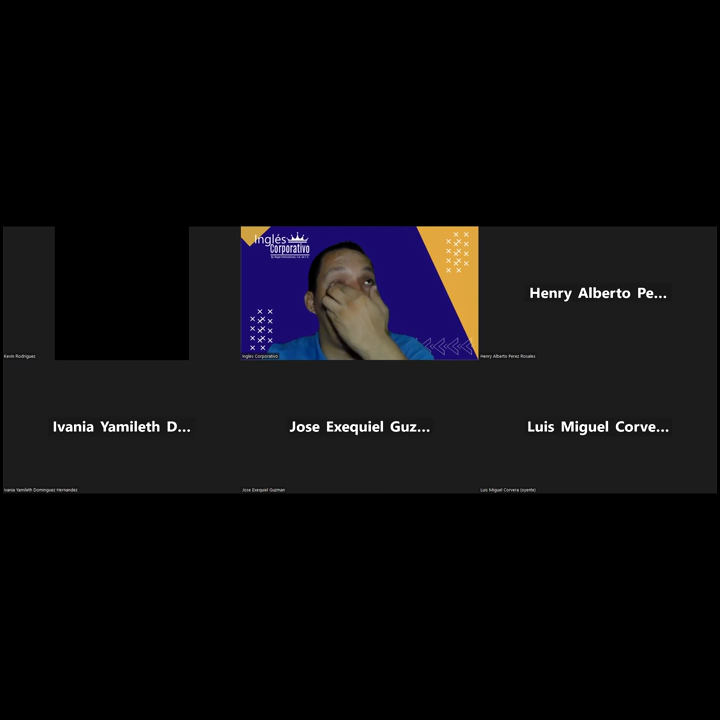 Inglés
Corporativo
Henry Alberto Pe...
Kevin Rodriguez
Ingles Corporativo
Henry Alberto Perez Rosales
Ivania Yamileth D...
Jose Exequiel Guz...
Luis Miguel Corve...
Ivania Yamileth Dominguez Hernandez
Jose Exequiel Guzman
Luis Miguel Corvera (oyente)